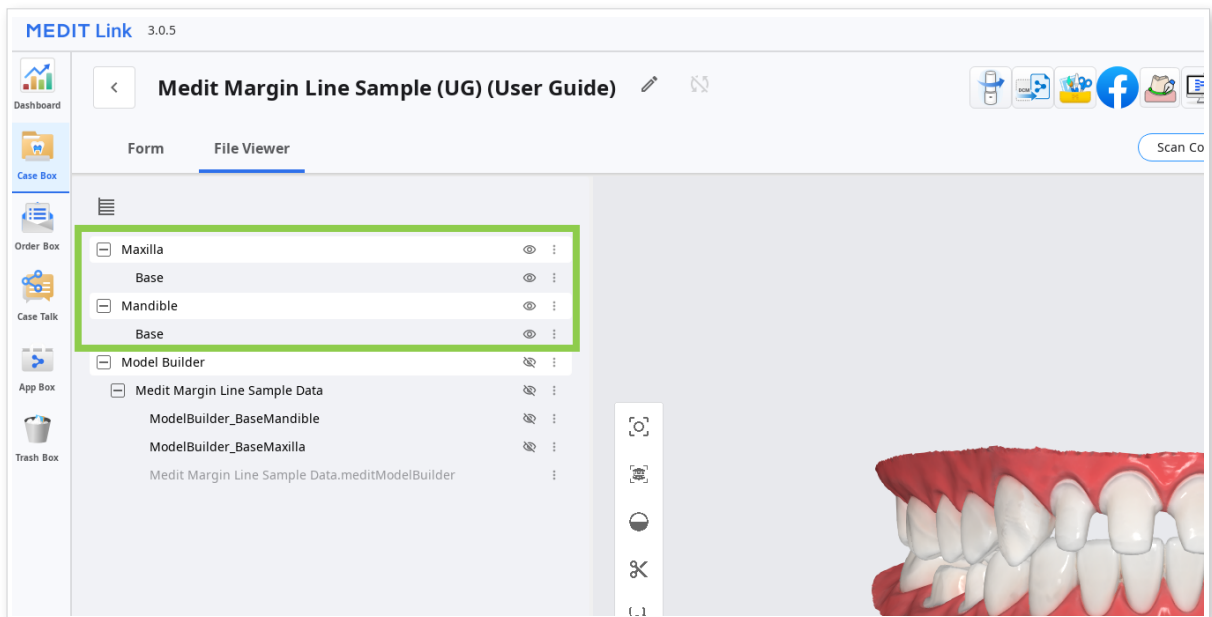 MEDIT Link 3.0.5
Dashboard
Case Box
Order Box
Case Talk
App Box
Trash Box
Medit Margin Line Sample (UG) (User Guide)
Form File Viewer
Scan Co
Maxilla
Base
Mandible
Base
Model Builder
Medit Margin Line Sample Data
ModelBuilder_BaseMandible
ModelBuilder_BaseMaxilla
Medit Margin Line Sample Data.meditModelBuilder